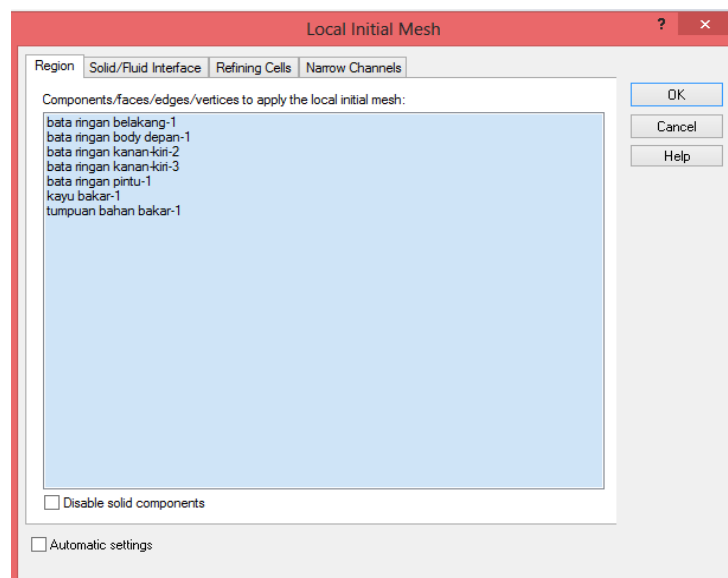 Local Initial Mesh
? ×
Region Solid/Fluid Interface Refining Cells Narrow Channels
Components/faces/edges/vertices to apply the local initial mesh:
bata ringan belakang-1
bata ringan body depan-1
bata ringan kanan-kiri-2
bata ringan kanan-kiri-3
bata ringan pintu-1
kayu bakar-1
tumpuan bahan bakar-1
Disable solid components
Automatic settings
OK
Cancel
Help